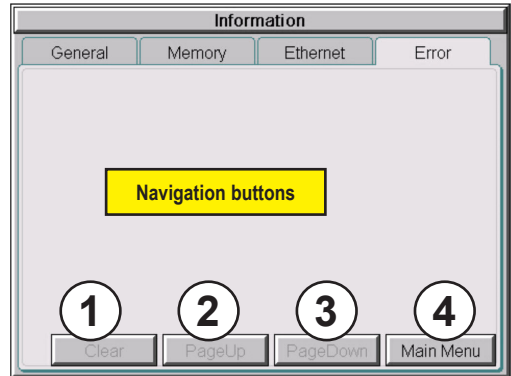 Information
General Memory Ethernet Error
Navigation buttons
1 2 3 4
Clear PageUp PageDown Main Menu